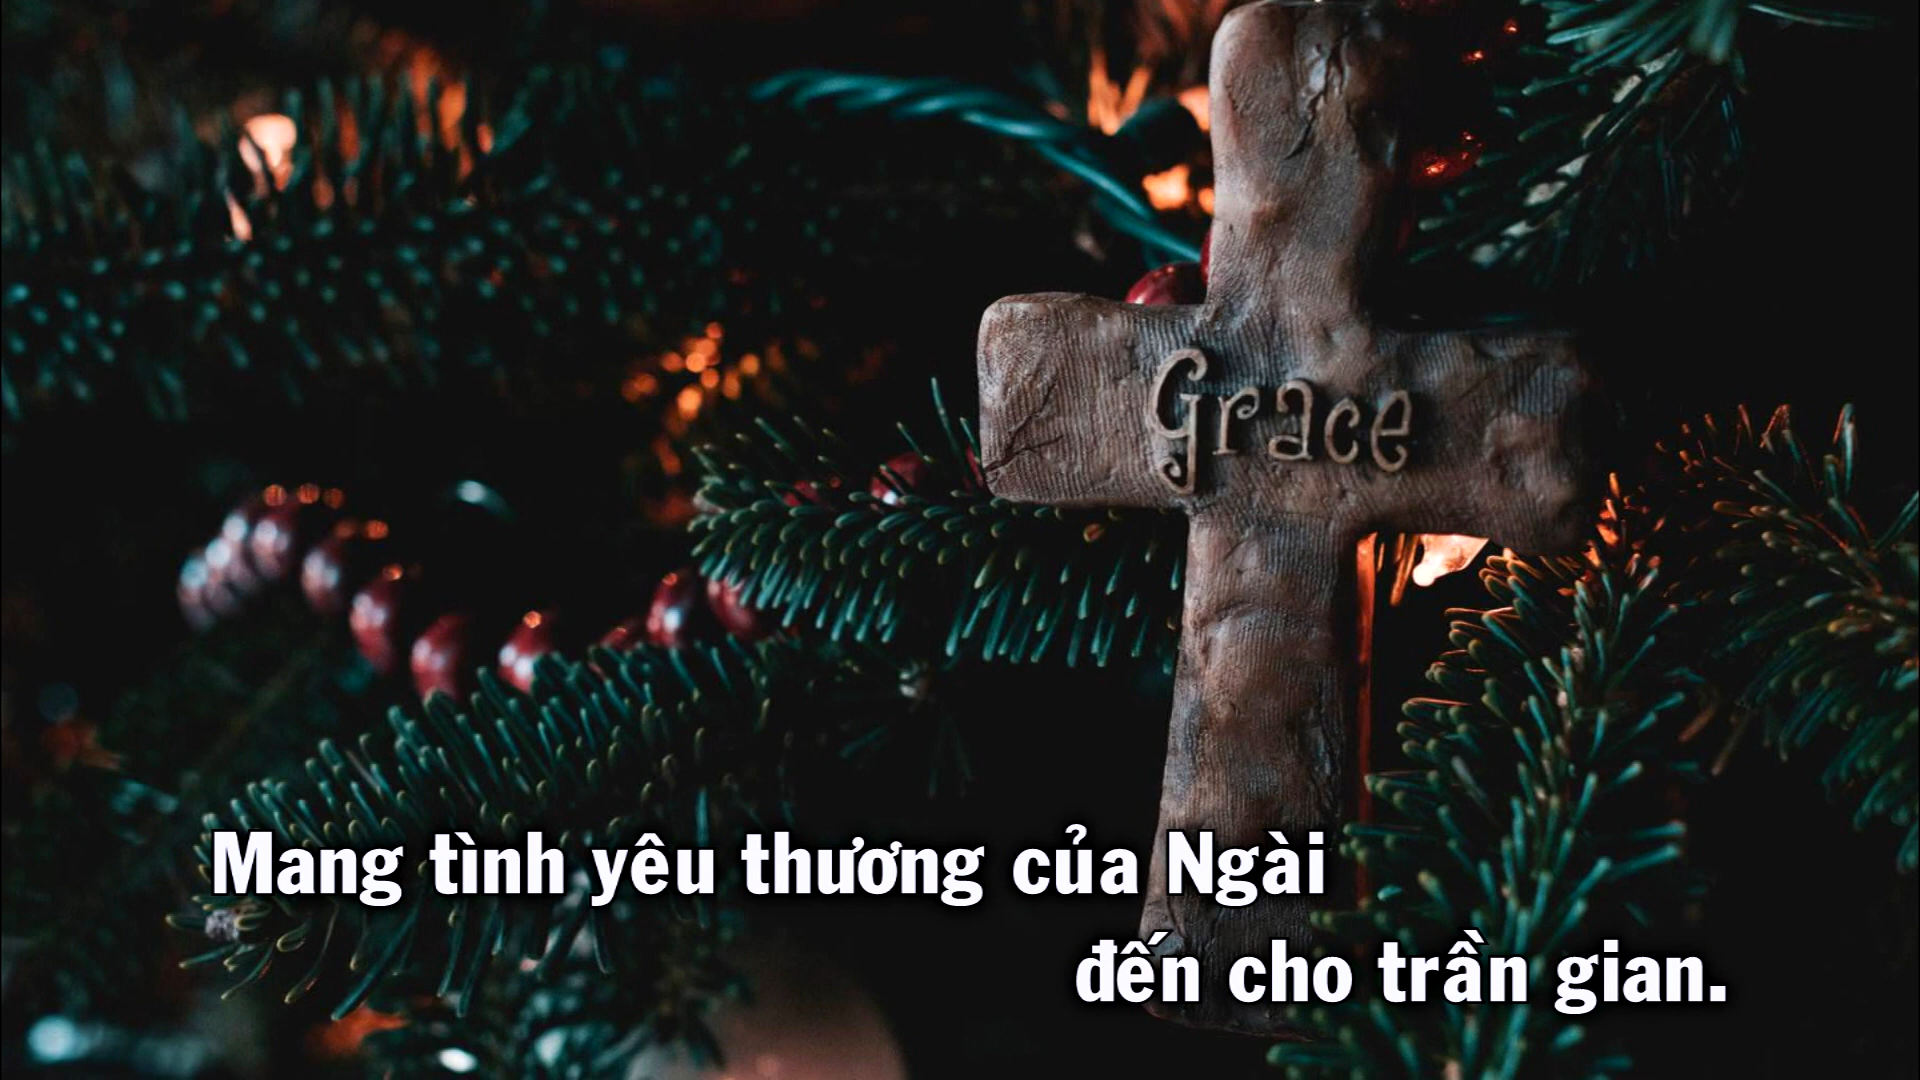 Grace
Mang tình yêu thương của Ngài
đến cho trần gian.